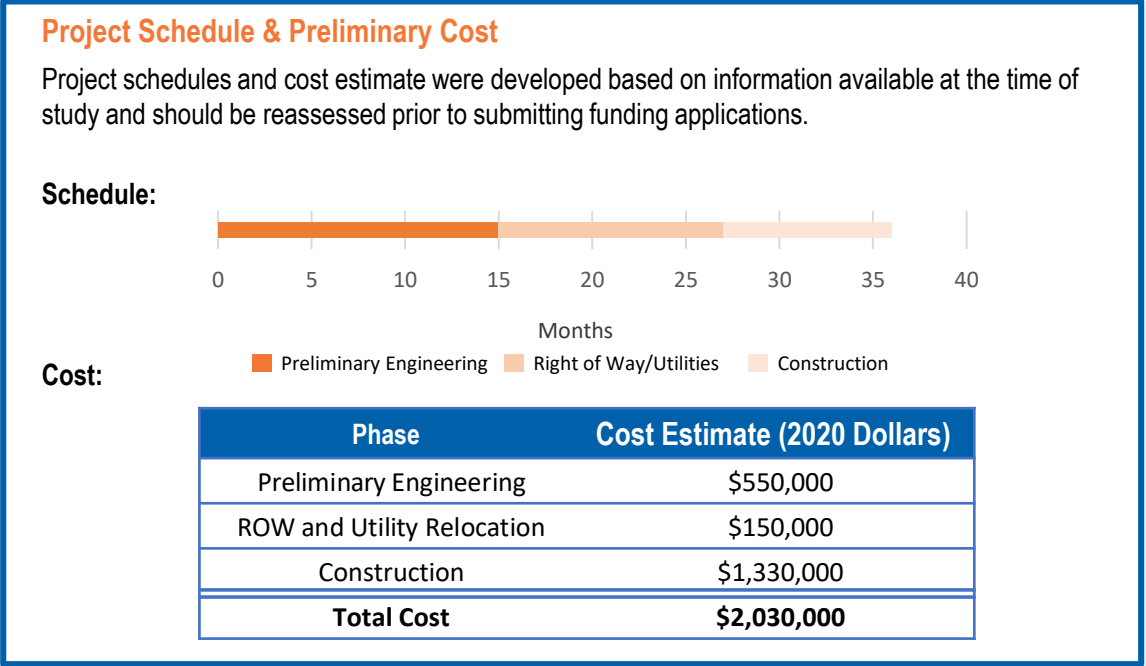 Project Schedule & Preliminary Cost
Project schedules and cost estimate were developed based on information available at the time of
study and should be reassessed prior to submitting funding applications.
Schedule:
0 5 10 15 20 25 30 35 40
Months
Preliminary Engineering Right of Way/Utilities Construction
Cost:
Phase Cost Estimate (2020 Dollars)
Preliminary Engineering $550,000
ROW and Utility Relocation $150,000
Construction $1,330,000
Total Cost $2,030,000